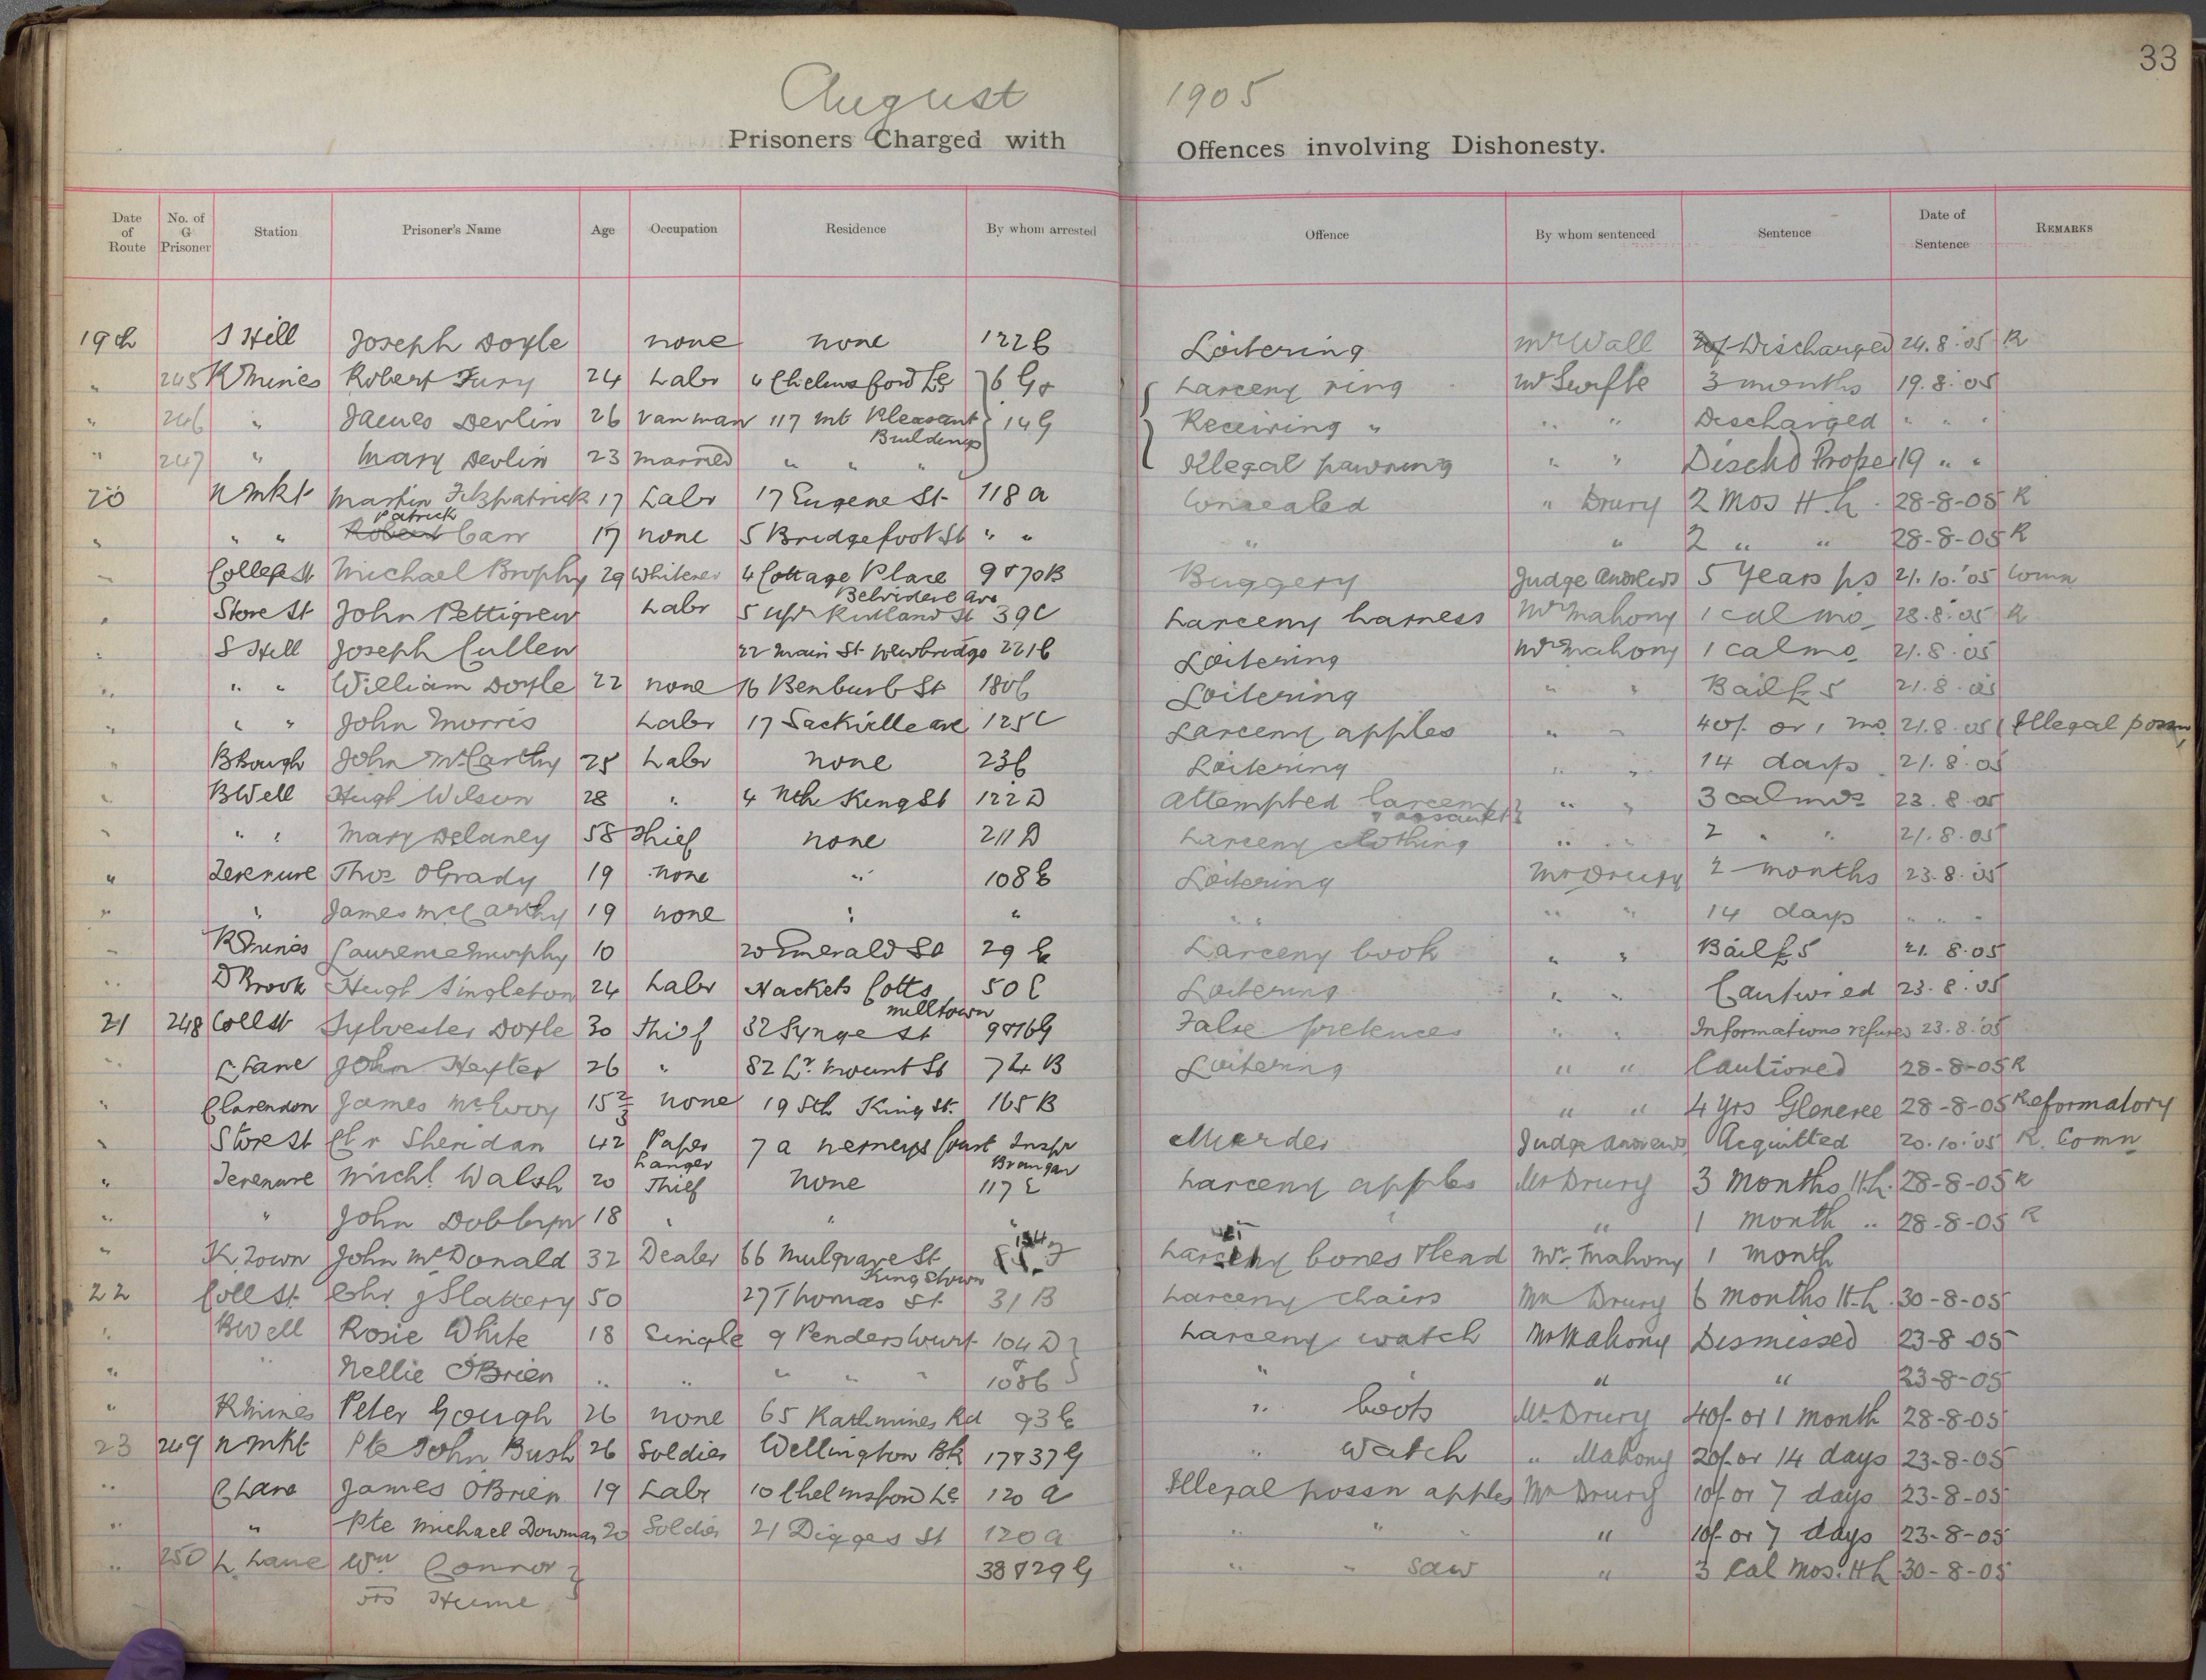 33
August 1905
Prisoners Charged with Offences involving Dishonesty.
Date of Route No. of G Prisoner Station Prisoner's Name Age Occupation Residence By whom arrested Offence By whom sentenced Sentence Date of Sentence REMARKS
19th S Hill Joseph Doyle none none 122 C Loitering Mr Wall Discharged 24.8.05 R
" 245 R Mines Robert Fury 24 Labr 4 Chelmsford Le 6 G & Larceny ring Mr Swifte 3 months 19.8.05
" 246 " James Devlin 26 vanman 117 Mt Pleasant Buildings 14 G Receiving " " " Discharged " " "
" 247 " Mary Devlin 23 married " " " Illegal pawning " " Dischd Probn 19 " "
20 N Mkt Martin Fitzpatrick 17 Labr 17 Eugene St 118 A Concealed " Drury 2 Mos H.L. 28-8-05 R
" " " Robert Patrick Carr 17 none 5 Bridgefoot St " " " " 2 " " 28-8-05 R
" College St Michael Brophy 29 Whitener 4 Cottage Place Belvidere Ave 9 & 70 B Buggery Judge Andrews 5 Years ps 21.10.'05 Comn
" Store St John Pettigrew Labr 5 Upr Rutland St 39 C Larceny harness Mr Mahony 1 cal mo 28.8.05 R
" S Hill Joseph Cullen 22 Main St Newbridge 221 C Loitering Mr Mahony 1 cal mo 21.8.05
" " " William Doyle 22 none 16 Benburb St 180 C Loitering " " Bail £5 21.8.05
" " " John Morris Labr 17 Sackville ave 125 C Larceny apples " " 40/- or 1 mo 21.8.05 (Illegal possn)
" B Bough John McCarthy 25 Labr none 23 C Loitering " " 14 days 21.8.05
" B Well Hugh Wilson 28 " 4 Nth King St 122 D Attempted larceny & assault " " 3 cal mos 23.8.05
" " " Mary Delaney 58 Thief none 211 D Larceny clothing " " 2 " " 21.8.05
" Terenure Thos O'Grady 19 none " 108 E Loitering Mr Drury 2 months 23.8.05
" " James McCarthy 19 none " " " " " " 14 days " " "
" R Mines Laurence Murphy 10 20 Emerald Sq 29 E Larceny book " " Bail £5 21.8.05
" D Brook Hugh Singleton 24 Labr Hackets Cotts Milltown 50 E Loitering " " Cautioned 23.8.05
21 248 Coll St Sylvester Doyle 30 Thief 32 Synge St 9 & 16 G False pretences " " Informations refused 23.8.05
" C Lane John Hexter 26 " 82 Lr Mount St 74 B Loitering " " Cautioned 28-8-05 R
" Clarendon James McEvoy 15 2/3 none 19 Sth King St. 165 B " " 4 yrs Glencree 28-8-05 Reformatory
" Store St Chr Sheridan 42 Paper hanger 7a Nerneys Court Inspr Brangan Murder Judge Andrews Acquitted 20.10.05 R. Comn
" Terenure Michl Walsh 20 Thief None 117 E Larceny apples Mr Drury 3 Months H.L. 28-8-05 R
" " John Dobbyn 18 " " " " " 1 month " 28-8-05 R
" K. Town John McDonald 32 Dealer 66 Mulgrave St Kingstown 134 F Larceny bones & lead Mr Mahony 1 month
22 Coll St Chr J Slattery 50 27 Thomas St 31 B Larceny chairs Mr Drury 6 months H.L. 30-8-05
" B Well Rosie White 18 Single 9 Penders Court 104 D & Larceny watch Mr Mahony Dismissed 23-8-05
" " Nellie O'Brien " " " " " 108 C " " " 23-8-05
" R Mines Peter Gough 26 none 65 Rathmines Rd 93 E " boots Mr Drury 40/- or 1 month 28-8-05
23 249 N Mkt Pte John Bush 26 Soldier Wellington Bk 17 & 37 G " watch " Mahony 20/- or 14 days 23-8-05
" C Lane James O'Brien 19 Labr 10 Chelmsford Le 120 A Illegal possn apples Mr Drury 10/- or 7 days 23-8-05
" " Pte Michael Dowman 20 Soldier 21 Digges St 120 A " " " " 10/- or 7 days 23-8-05
" 250 C. Lane Wm Connor 38 & 29 G " " saw " 3 Cal Mos. H L 30-8-05
Hume